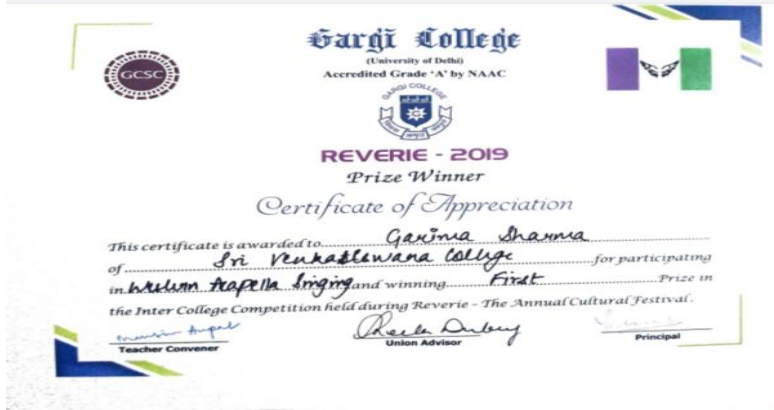 Gargi College
(University of Delhi)
Accredited Grade 'A' by NAAC
GCSC
GARGI COLLEGE
REVERIE - 2019
Prize Winner
Certificate of Appreciation
This certificate is awarded to Garima Sharma
of Sri Venkateswara College for participating
in Western Acapella Singing and winning First Prize in
the Inter College Competition held during Reverie - The Annual Cultural Festival.
Teacher Convener
Union Advisor
Principal